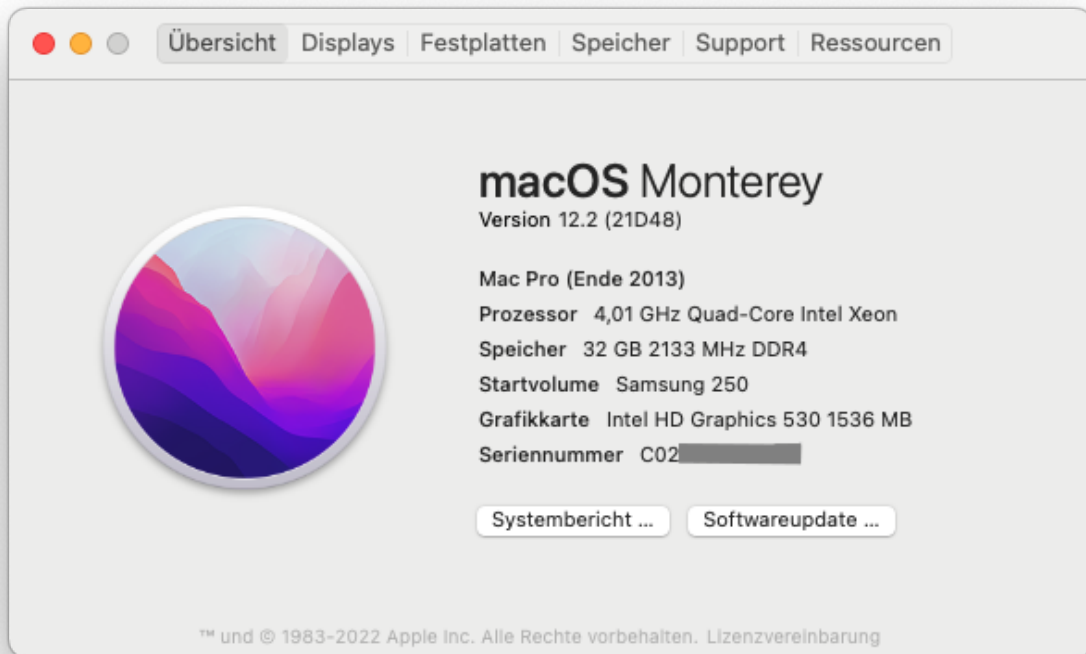 Übersicht Displays Festplatten Speicher Support Ressourcen
macOS Monterey
Version 12.2 (21D48)
Mac Pro (Ende 2013)
Prozessor 4,01 GHz Quad-Core Intel Xeon
Speicher 32 GB 2133 MHz DDR4
Startvolume Samsung 250
Grafikkarte Intel HD Graphics 530 1536 MB
Seriennummer C02
Systembericht ... Softwareupdate ...
™ und © 1983-2022 Apple Inc. Alle Rechte vorbehalten. Lizenzvereinbarung